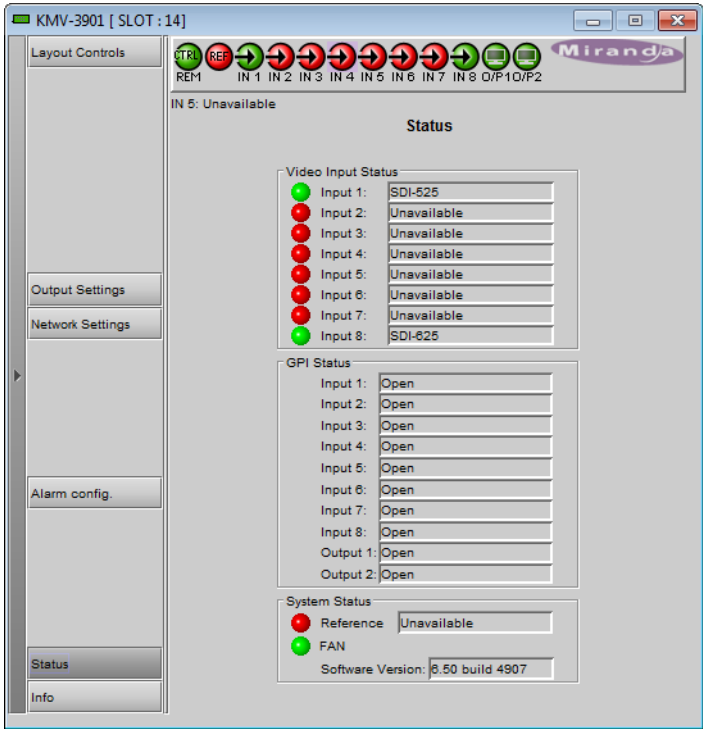 KMV-3901 [ SLOT : 14]
Layout Controls
CTRL REF
Miranda
REM IN 1 IN 2 IN 3 IN 4 IN 5 IN 6 IN 7 IN 8 O/P1 O/P2
IN 5: Unavailable
Status
Video Input Status
Input 1: SDI-525
Input 2: Unavailable
Input 3: Unavailable
Input 4: Unavailable
Input 5: Unavailable
Input 6: Unavailable
Input 7: Unavailable
Input 8: SDI-625
Output Settings
Network Settings
GPI Status
Input 1: Open
Input 2: Open
Input 3: Open
Input 4: Open
Input 5: Open
Input 6: Open
Input 7: Open
Input 8: Open
Output 1: Open
Output 2: Open
Alarm config.
System Status
Reference Unavailable
FAN
Software Version: 6.50 build 4907
Status
Info